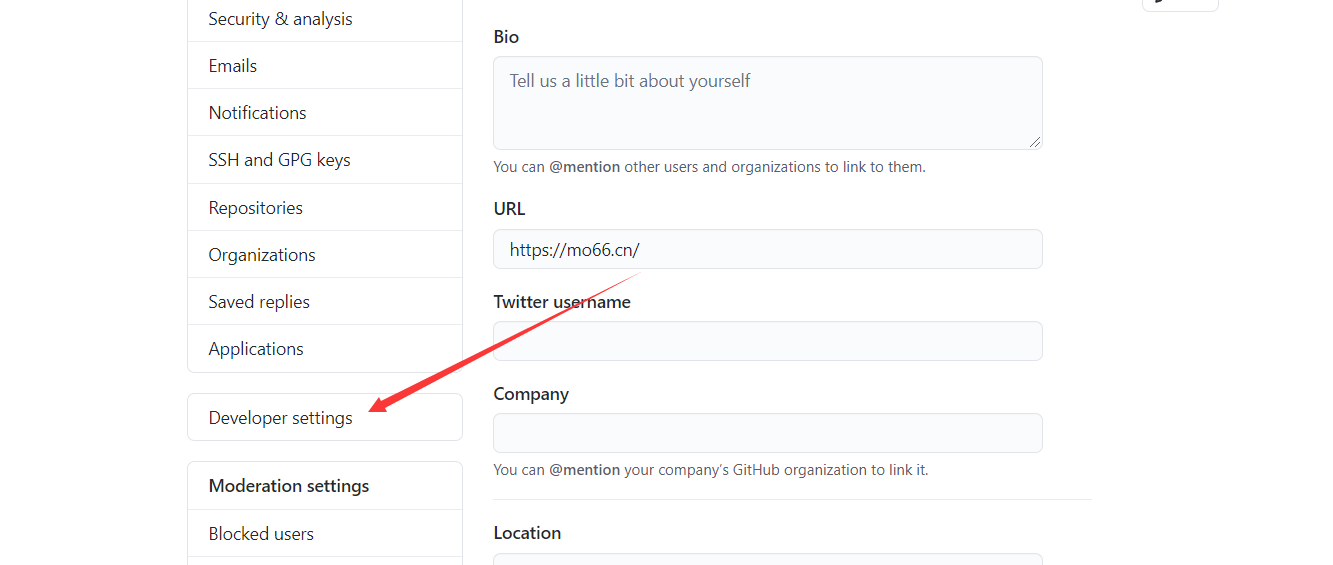 Security & analysis
Emails
Notifications
SSH and GPG keys
Repositories
Organizations
Saved replies
Applications
Developer settings
Moderation settings
Blocked users
Bio
Tell us a little bit about yourself
You can @mention other users and organizations to link to them.
URL
https://mo66.cn/
Twitter username
Company
You can @mention your company’s GitHub organization to link it.
Location